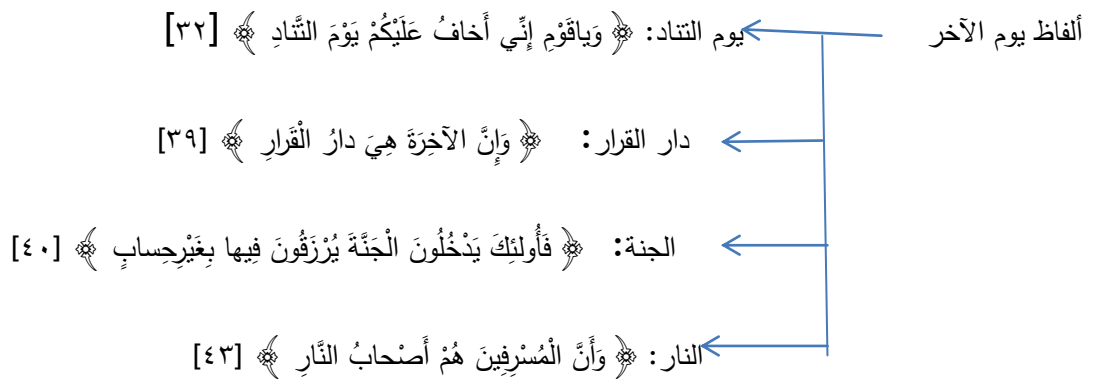 ألفاظ يوم الآخر
يوم التناد: ﴿ وَياقَوْمِ إِنِّي أَخافُ عَلَيْكُمْ يَوْمَ التَّنادِ ﴾ [٣٢]
دار القرار: ﴿ وَإِنَّ الآخِرَةَ هِيَ دارُ الْقَرارِ ﴾ [٣٩]
الجنة: ﴿ فَأُولئِكَ يَدْخُلُونَ الْجَنَّةَ يُرْزَقُونَ فِيها بِغَيْرِحِسابٍ ﴾ [٤٠]
النار: ﴿ وَأَنَّ الْمُسْرِفِينَ هُمْ أَصْحابُ النَّارِ ﴾ [٤٣]